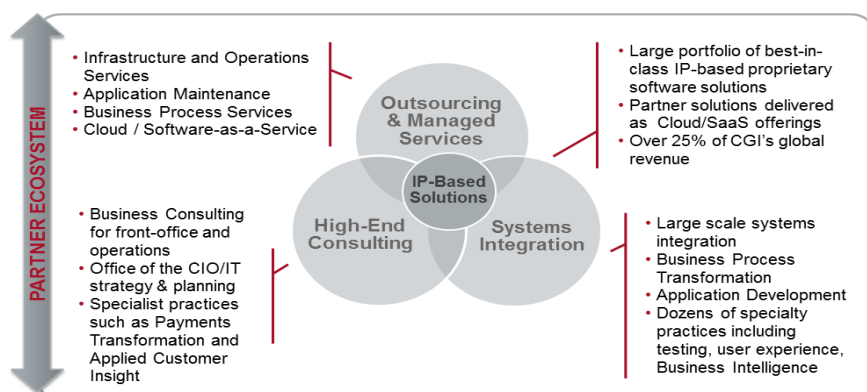 PARTNER ECOSYSTEM
• Infrastructure and Operations
Services
• Application Maintenance
• Business Process Services
• Cloud / Software-as-a-Service
• Large portfolio of best-in-
class IP-based proprietary
software solutions
• Partner solutions delivered
as Cloud/SaaS offerings
• Over 25% of CGI's global
revenue
Outsourcing
& Managed
Services
IP-Based
Solutions
High-End
Consulting
Systems
Integration
• Business Consulting
for front-office and
operations
• Office of the CIO/IT
strategy & planning
• Specialist practices
such as Payments
Transformation and
Applied Customer
Insight
• Large scale systems
integration
• Business Process
Transformation
• Application Development
• Dozens of specialty
practices including
testing, user experience,
Business Intelligence